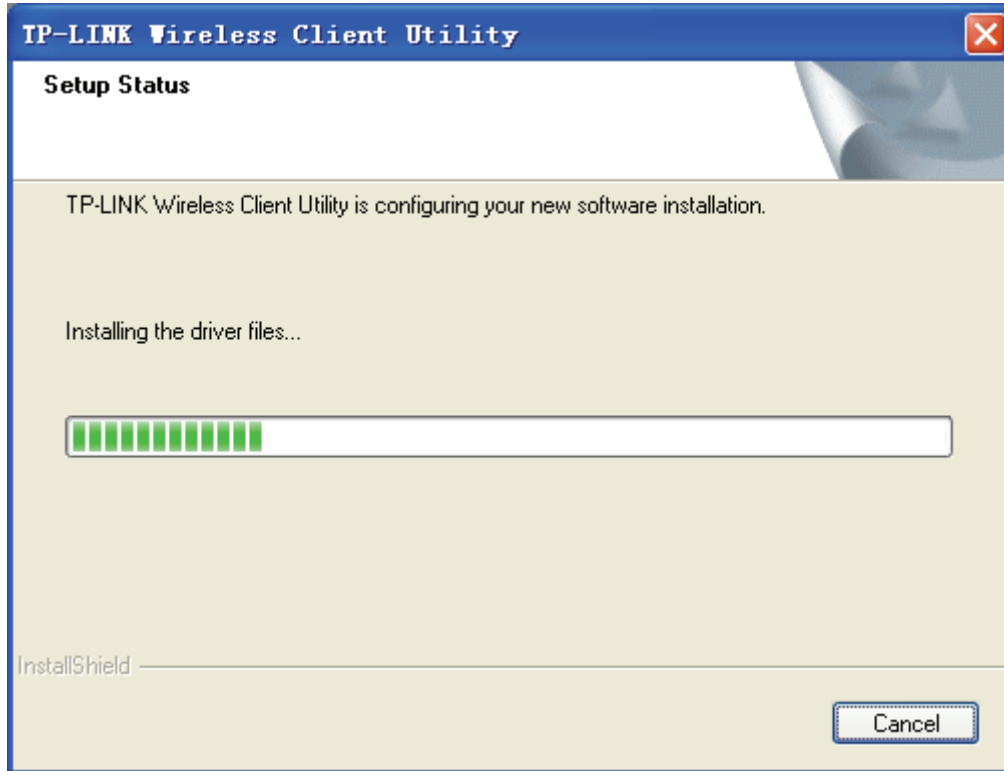 TP-LINK Wireless Client Utility
Setup Status
TP-LINK Wireless Client Utility is configuring your new software installation.
Installing the driver files...
InstallShield
Cancel